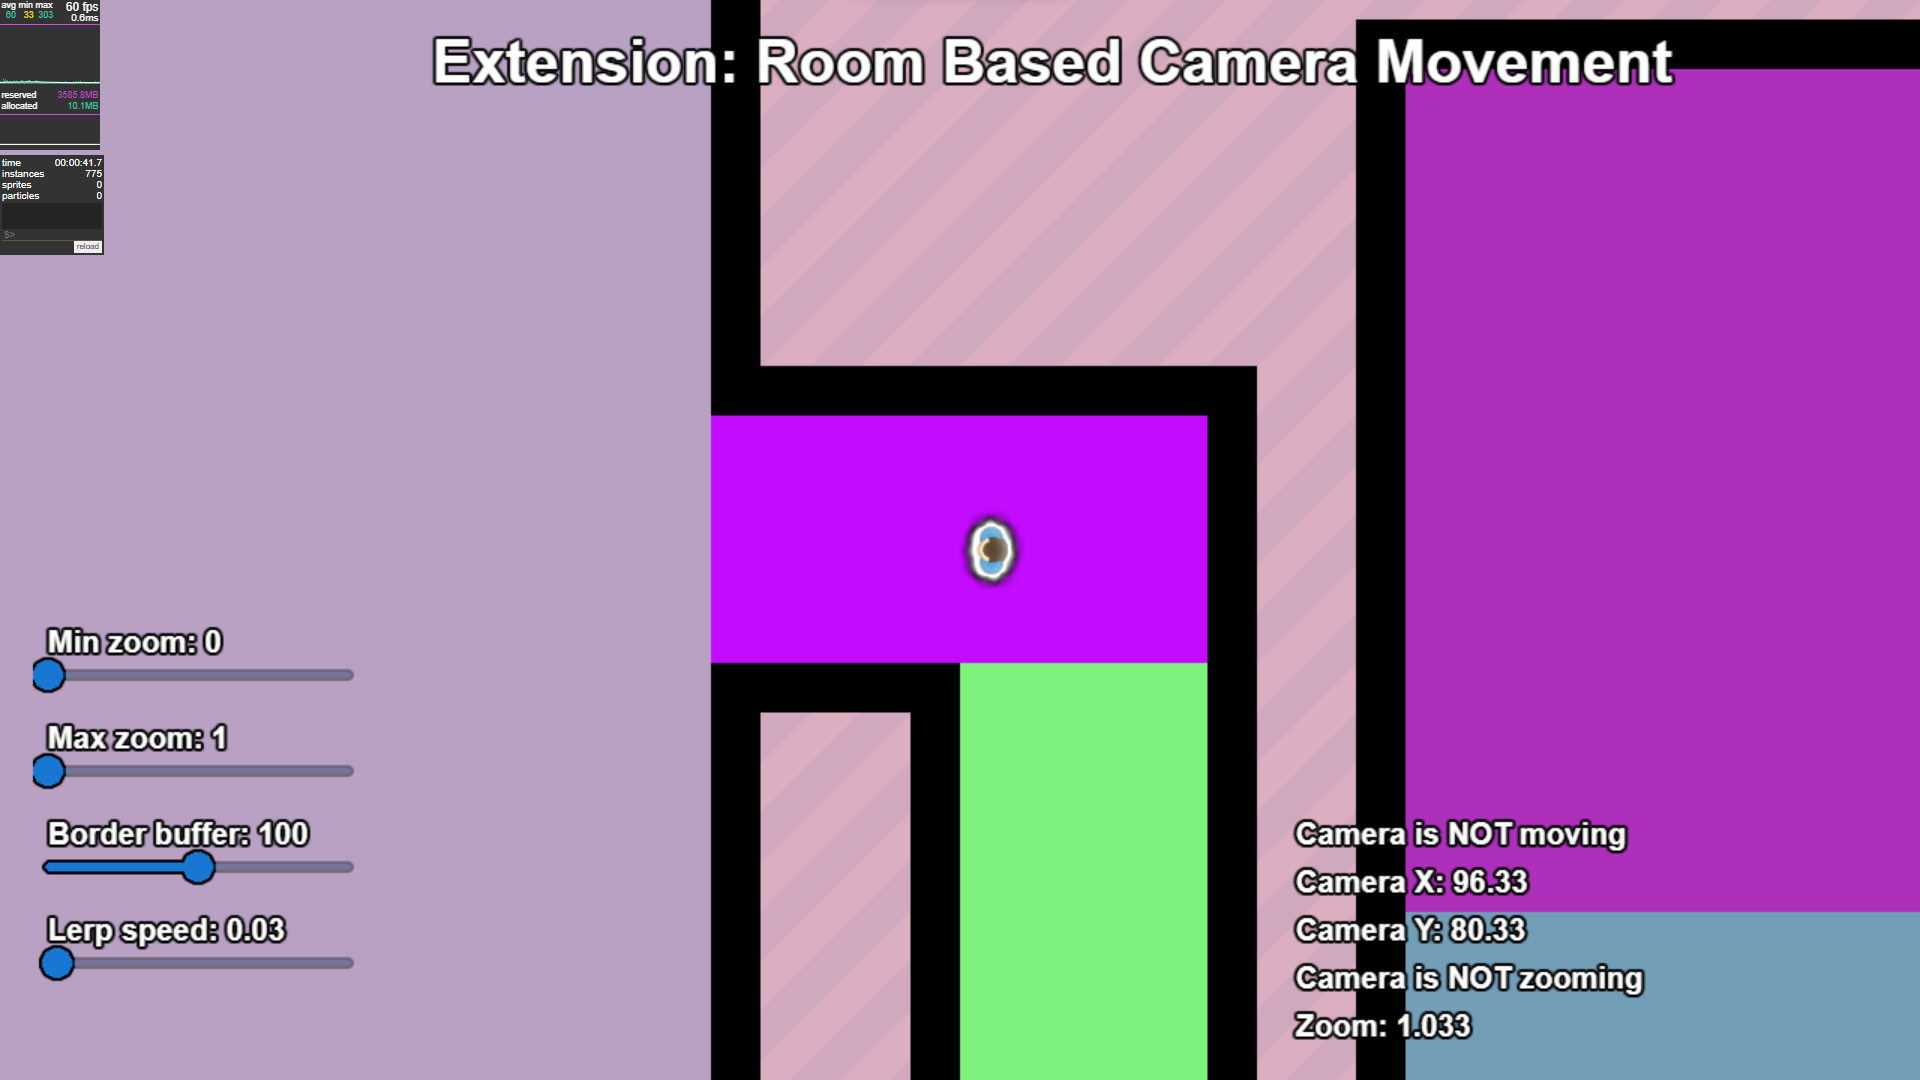 avg min max 60 fps
60 33 303 0.6ms
Extension: Room Based Camera Movement
reserved 3585.8MB
allocated 10.1MB
time 00:00:41.7
instances 775
sprites 0
particles 0
$>
reload
Min zoom: 0
Max zoom: 1
Border buffer: 100
Lerp speed: 0.03
Camera is NOT moving
Camera X: 96.33
Camera Y: 80.33
Camera is NOT zooming
Zoom: 1.033